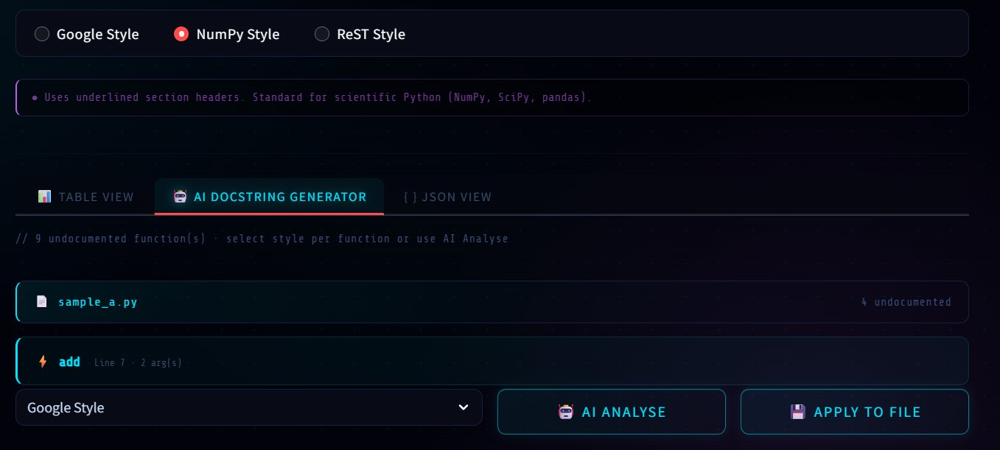 Google Style NumPy Style ReST Style
● Uses underlined section headers. Standard for scientific Python (NumPy, SciPy, pandas).
TABLE VIEW AI DOCSTRING GENERATOR { } JSON VIEW
// 9 undocumented function(s) · select style per function or use AI Analyse
sample_a.py 4 undocumented
add Line 7 · 2 arg(s)
Google Style AI ANALYSE APPLY TO FILE